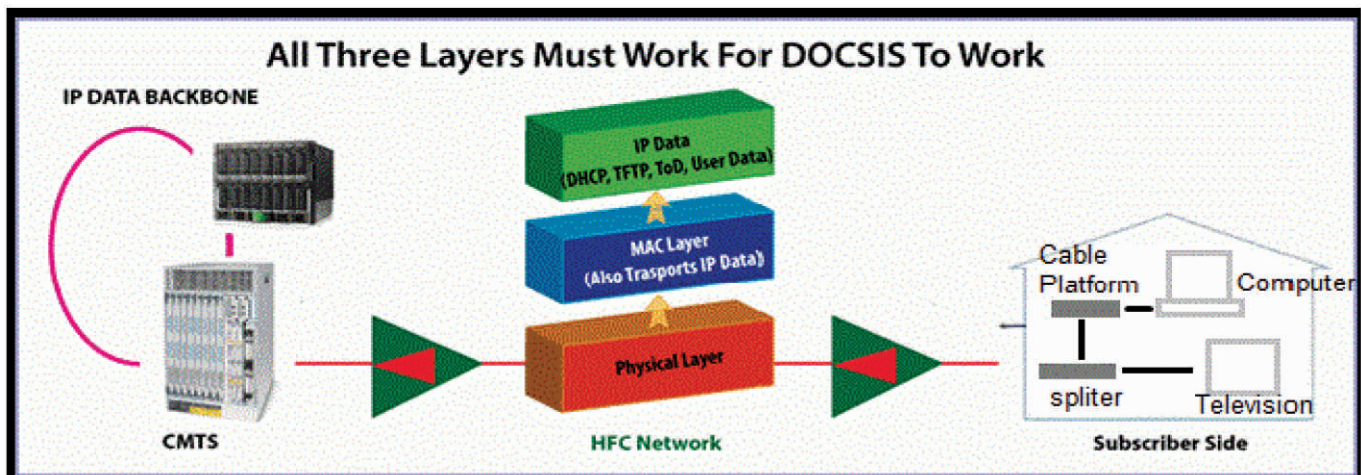 All Three Layers Must Work For DOCSIS To Work
IP DATA BACKBONE
IP Data
(DHCP, TFTP, ToD, User Data)
MAC Layer
(Also Trasports IP Data)
Physical Layer
Cable
Platform
Computer
spliter
Television
CMTS
HFC Network
Subscriber Side